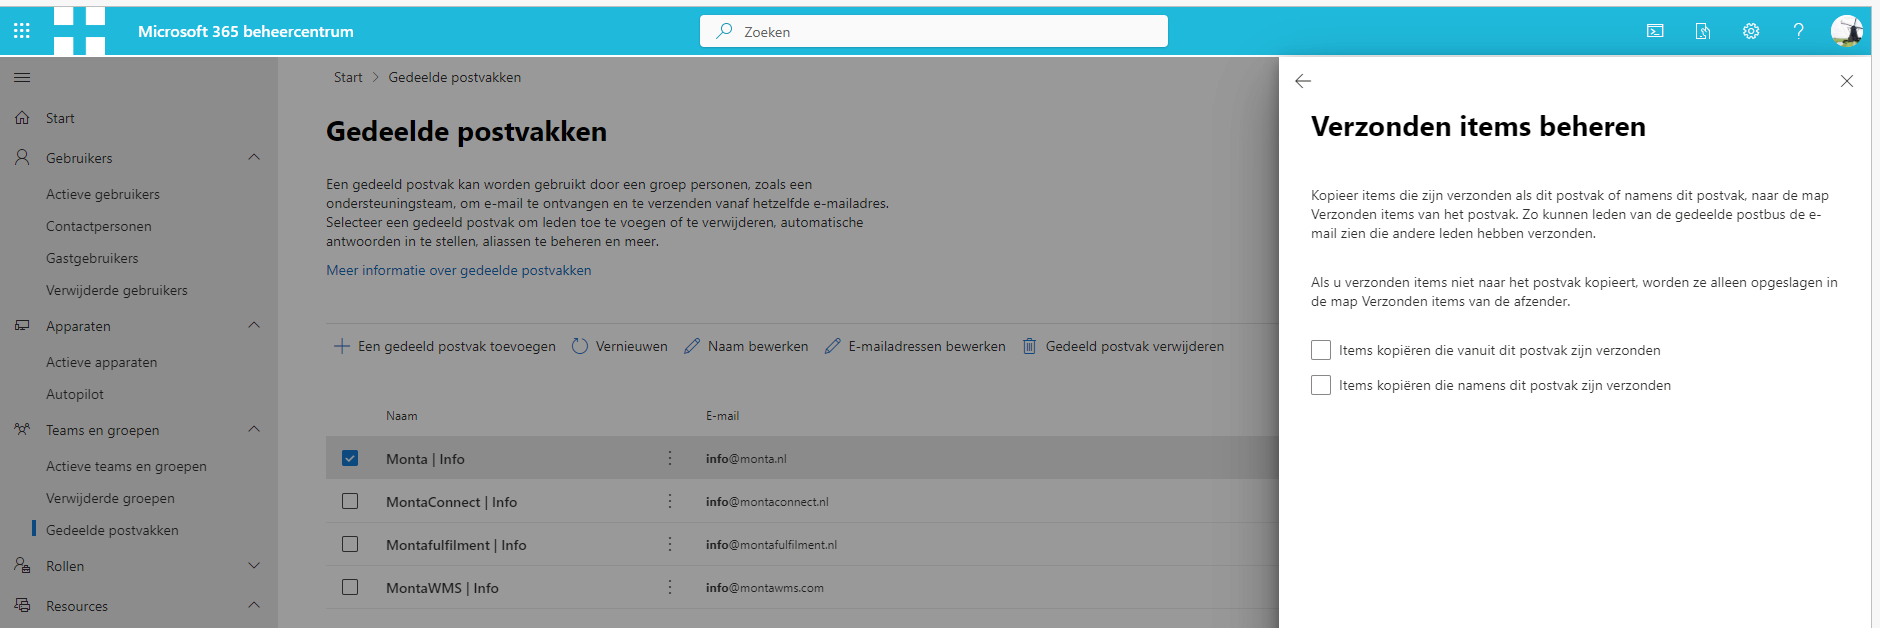 Microsoft 365 beheercentrum
Zoeken
Start
Gebruikers
Actieve gebruikers
Contactpersonen
Gastgebruikers
Verwijderde gebruikers
Apparaten
Actieve apparaten
Autopilot
Teams en groepen
Actieve teams en groepen
Verwijderde groepen
Gedeelde postvakken
Rollen
Resources
Start > Gedeelde postvakken
Gedeelde postvakken
Een gedeeld postvak kan worden gebruikt door een groep personen, zoals een
ondersteuningsteam, om e-mail te ontvangen en te verzenden vanaf hetzelfde e-mailadres.
Selecteer een gedeeld postvak om leden toe te voegen of te verwijderen, automatische
antwoorden in te stellen, aliassen te beheren en meer.
Meer informatie over gedeelde postvakken
Een gedeeld postvak toevoegen Vernieuwen Naam bewerken E-mailadressen bewerken Gedeeld postvak verwijderen
Naam E-mail
Monta | Info info@monta.nl
MontaConnect | Info info@montaconnect.nl
Montafulfilment | Info info@montafulfilment.nl
MontaWMS | Info info@montawms.com
Verzonden items beheren
Kopieer items die zijn verzonden als dit postvak of namens dit postvak, naar de map
Verzonden items van het postvak. Zo kunnen leden van de gedeelde postbus de e-
mail zien die andere leden hebben verzonden.
Als u verzonden items niet naar het postvak kopieert, worden ze alleen opgeslagen in
de map Verzonden items van de afzender.
Items kopiëren die vanuit dit postvak zijn verzonden
Items kopiëren die namens dit postvak zijn verzonden